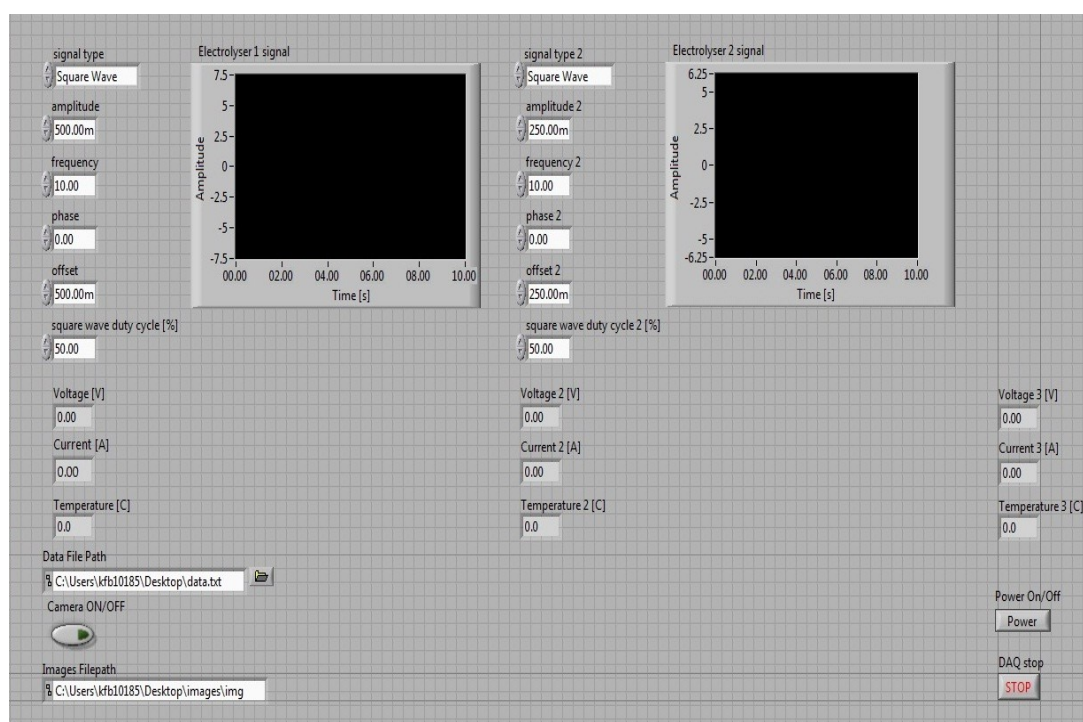 signal type
Square Wave
amplitude
500.00m
frequency
10.00
phase
0.00
offset
500.00m
square wave duty cycle [%]
50.00
Electrolyser 1 signal
7.5
5
2.5
0
-2.5
-5
-7.5
Amplitude
00.00 02.00 04.00 06.00 08.00 10.00
Time [s]
signal type 2
Square Wave
amplitude 2
250.00m
frequency 2
10.00
phase 2
0.00
offset 2
250.00m
square wave duty cycle 2 [%]
50.00
Electrolyser 2 signal
6.25
5
2.5
0
-2.5
-5
-6.25
Amplitude
00.00 02.00 04.00 06.00 08.00 10.00
Time [s]
Voltage [V]
0.00
Current [A]
0.00
Temperature [C]
0.0
Voltage 2 [V]
0.00
Current 2 [A]
0.00
Temperature 2 [C]
0.0
Voltage 3 [V]
0.00
Current 3 [A]
0.00
Temperature 3 [C]
0.0
Data File Path
C:\Users\kfb10185\Desktop\data.txt
Camera ON/OFF
Images Filepath
C:\Users\kfb10185\Desktop\images\img
Power On/Off
Power
DAQ stop
STOP